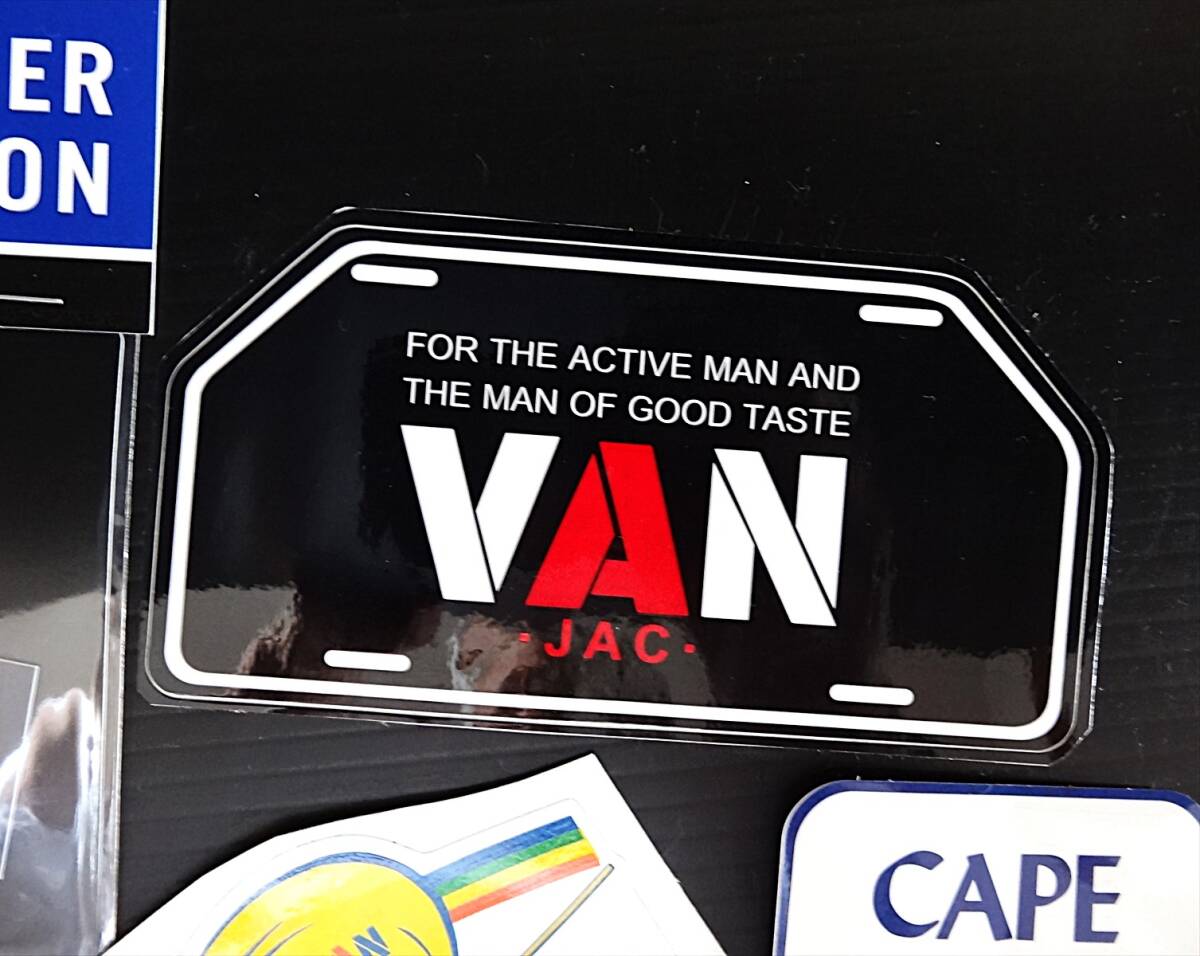 ER
ON
FOR THE ACTIVE MAN AND
THE MAN OF GOOD TASTE
VAN
·JAC·
CAPE